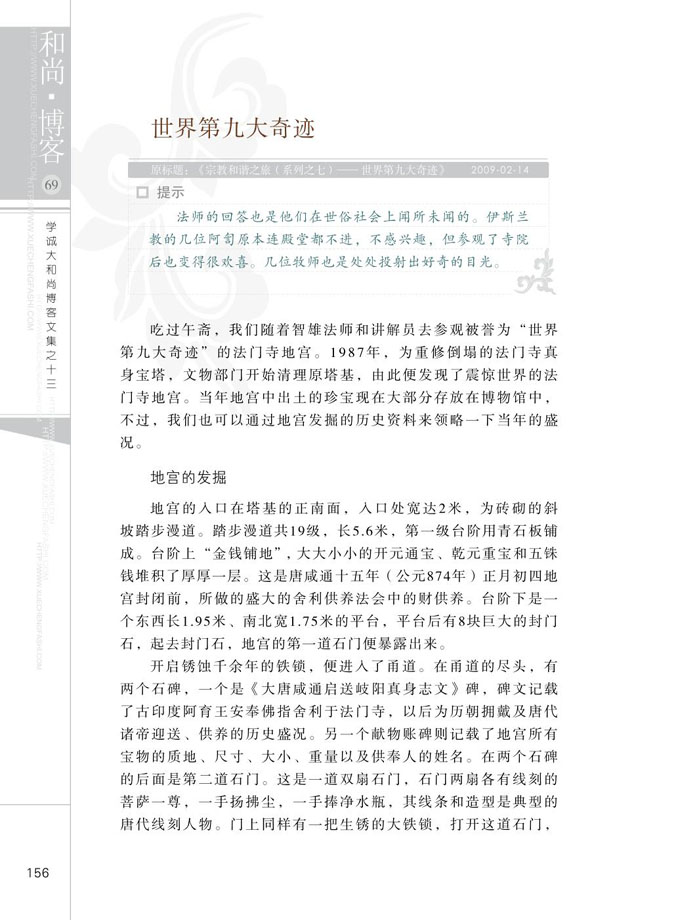 和尚·博客
69
学诚大和尚博客文集之十三
世界第九大奇迹
原标题：《宗教和谐之旅（系列之七）—— 世界第九大奇迹》 2009-02-14
提示
法师的回答也是他们在世俗社会上闻所未闻的。伊斯兰
教的几位阿訇原本连殿堂都不进，不感兴趣，但参观了寺院
后也变得很欢喜。几位牧师也是处处投射出好奇的目光。
吃过午斋，我们随着智雄法师和讲解员去参观被誉为“世界
第九大奇迹”的法门寺地宫。1987年，为重修倒塌的法门寺真
身宝塔，文物部门开始清理原塔基，由此便发现了震惊世界的法
门寺地宫。当年地宫中出土的珍宝现在大部分存放在博物馆中，
不过，我们也可以通过地宫发掘的历史资料来领略一下当年的盛
况。
地宫的发掘
地宫的入口在塔基的正南面，入口处宽达2米，为砖砌的斜
坡踏步漫道。踏步漫道共19级，长5.6米，第一级台阶用青石板铺
成。台阶上“金钱铺地”，大大小小的开元通宝、乾元重宝和五铢
钱堆积了厚厚一层。这是唐咸通十五年（公元874年）正月初四地
宫封闭前，所做的盛大的舍利供养法会中的财供养。台阶下是一
个东西长1.95米、南北宽1.75米的平台，平台后有8块巨大的封门
石，起去封门石，地宫的第一道石门便暴露出来。
开启锈蚀千余年的铁锁，便进入了甬道。在甬道的尽头，有
两个石碑，一个是《大唐咸通启送岐阳真身志文》碑，碑文记载
了古印度阿育王安奉佛指舍利于法门寺，以后为历朝拥戴及唐代
诸帝迎送、供养的历史盛况。另一个献物账碑则记载了地宫所有
宝物的质地、尺寸、大小、重量以及供奉人的姓名。在两个石碑
的后面是第二道石门。这是一道双扇石门，石门两扇各有线刻的
菩萨一尊，一手扬拂尘，一手捧净水瓶，其线条和造型是典型的
唐代线刻人物。门上同样有一把生锈的大铁锁，打开这道石门，
156